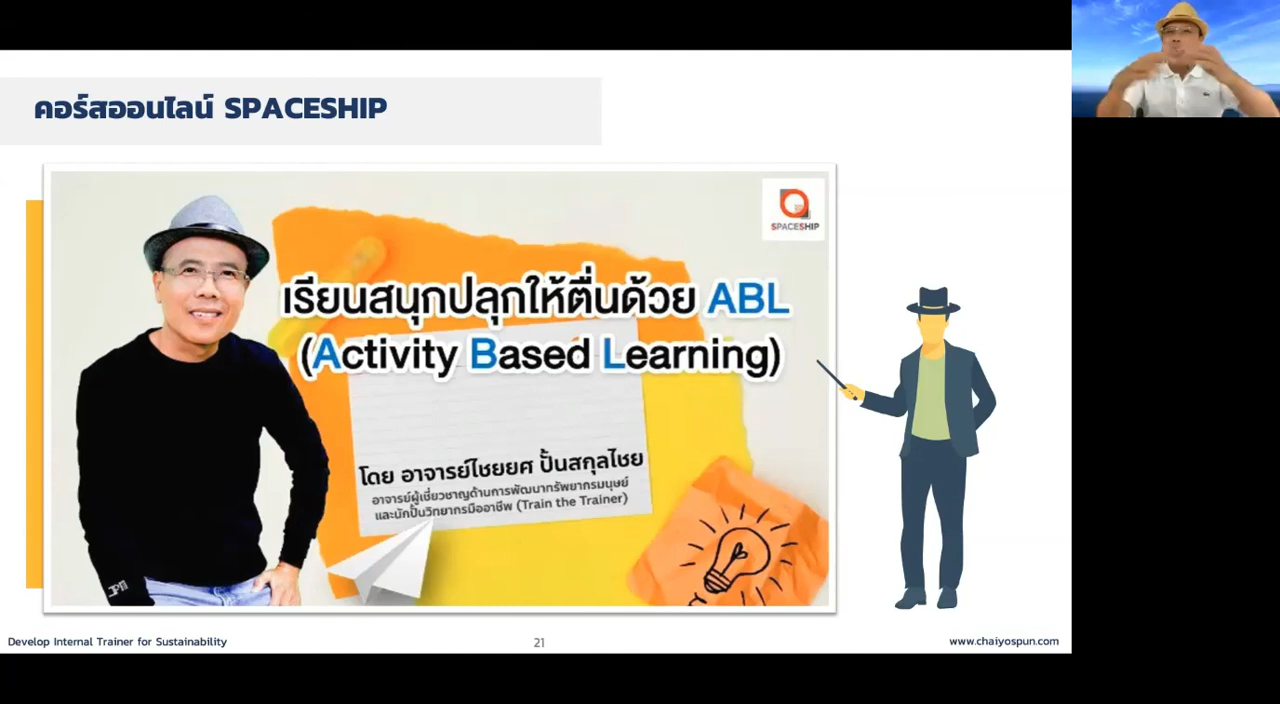 คอร์สออนไลน์ SPACESHIP
SPACESHIP
เรียนสนุกปลุกให้ตื่นด้วย ABL
(Activity Based Learning)
โดย อาจารย์ไชยยศ ปั้นสกุลไชย
อาจารย์ผู้เชี่ยวชาญด้านการพัฒนาทรัพยากรมนุษย์
และนักปั้นวิทยากรมืออาชีพ (Train the Trainer)
Develop Internal Trainer for Sustainability
21
www.chaiyospun.com